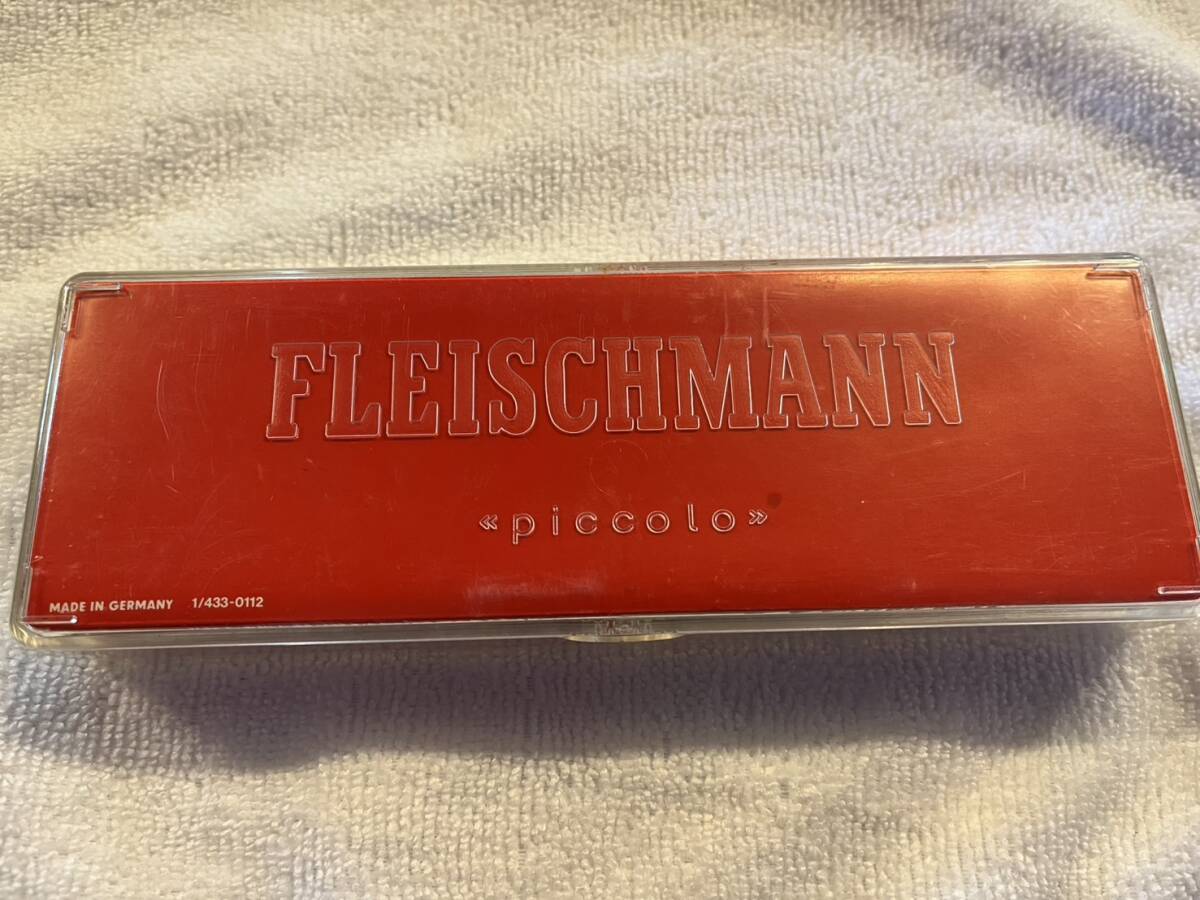 FLEISCHMANN
«piccolo»
MADE IN GERMANY 1/433-0112